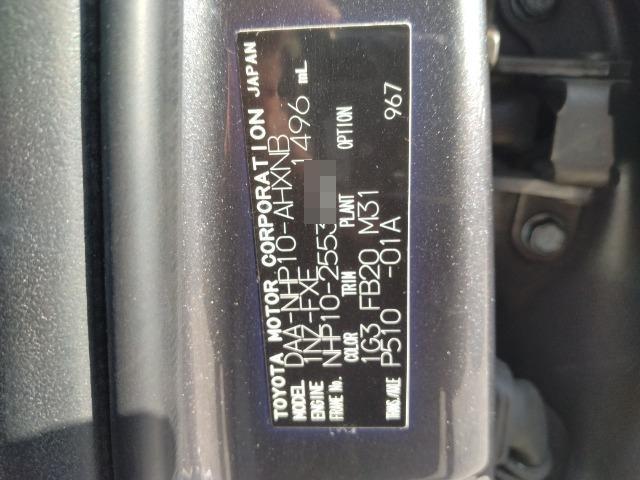 TOYOTA MOTOR CORPORATION JAPAN
MODEL DAA-NHP10-AHXNB
ENGINE 1NZ-FXE 1496 mL
FRAME No. NHP10-2553
COLOR TRIM PLANT OPTION
1G3 FB20 M31 967
TRANS./AXLE P510 -01A